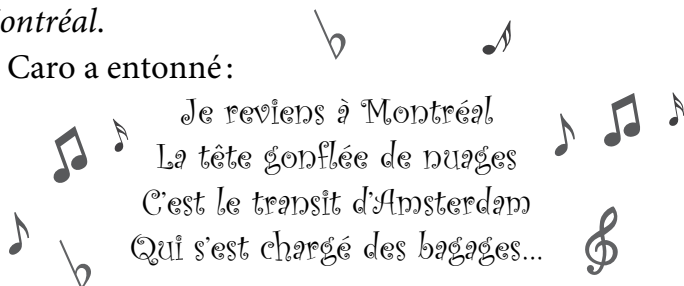 ontréal.
Caro a entonné :
Je reviens à Montréal
La tête gonflée de nuages
C'est le transit d'Amsterdam
Qui s'est chargé des bagages...